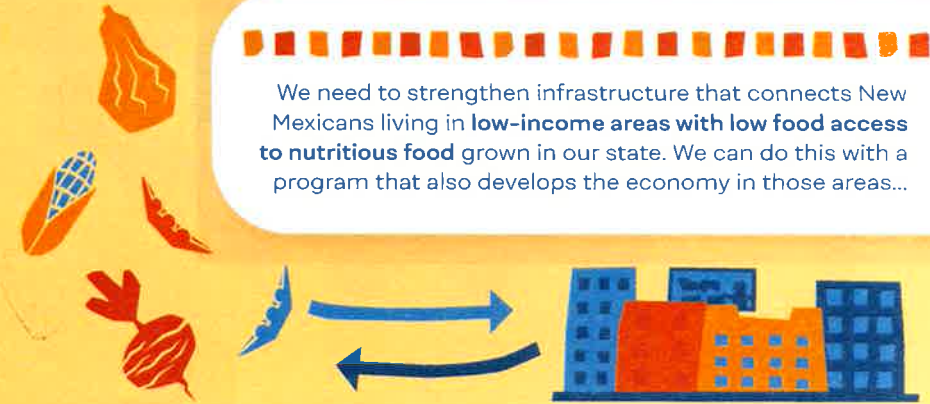 We need to strengthen infrastructure that connects New
Mexicans living in low-income areas with low food access
to nutritious food grown in our state. We can do this with a
program that also develops the economy in those areas...